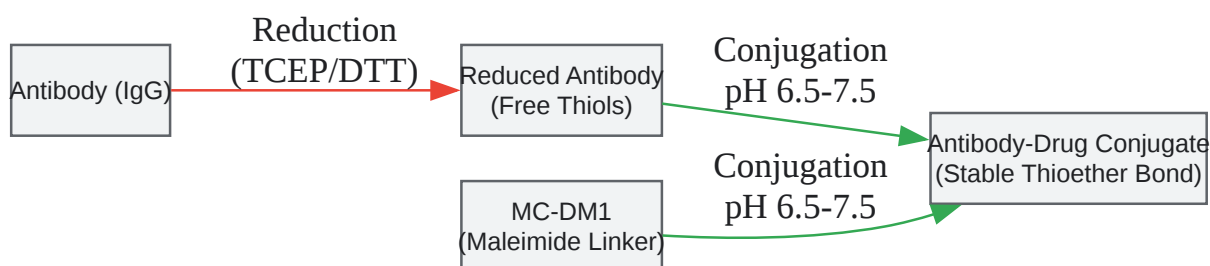 Antibody (IgG)
Reduction
(TCEP/DTT)
Reduced Antibody
(Free Thiols)
Conjugation
pH 6.5-7.5
MC-DM1
(Maleimide Linker)
Conjugation
pH 6.5-7.5
Antibody-Drug Conjugate
(Stable Thioether Bond)